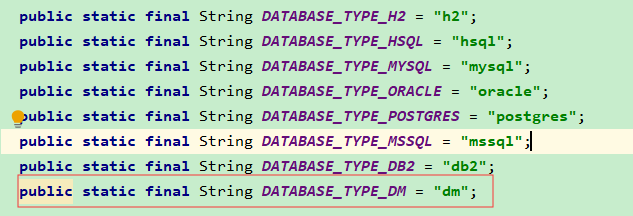 public static final String DATABASE_TYPE_H2 = "h2";
public static final String DATABASE_TYPE_HSQL = "hsql";
public static final String DATABASE_TYPE_MYSQL = "mysql";
public static final String DATABASE_TYPE_ORACLE = "oracle";
public static final String DATABASE_TYPE_POSTGRES = "postgres";
public static final String DATABASE_TYPE_MSSQL = "mssql";
public static final String DATABASE_TYPE_DB2 = "db2";
public static final String DATABASE_TYPE_DM = "dm";